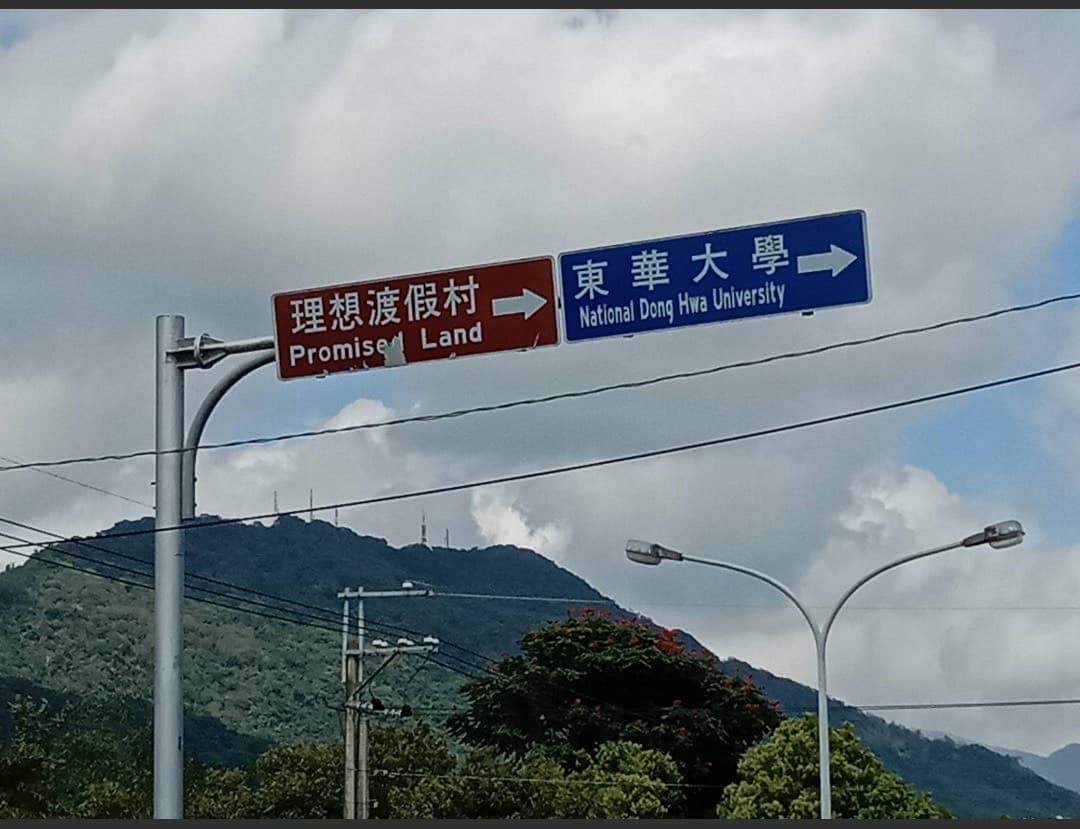 理想渡假村
Promised Land
東華大學
National Dong Hwa University